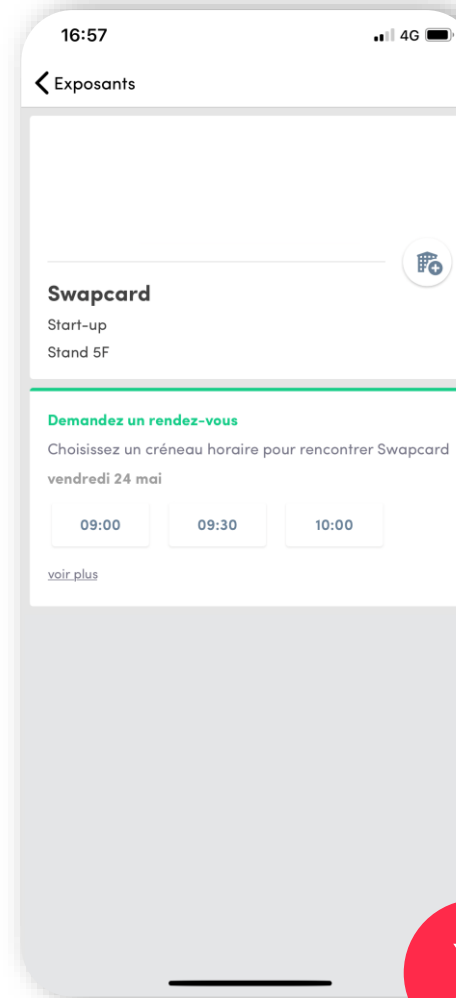 16:57
4G
Exposants
Swapcard
Start-up
Stand 5F
Demandez un rendez-vous
Choisissez un créneau horaire pour rencontrer Swapcard
vendredi 24 mai
09:00 09:30 10:00
voir plus